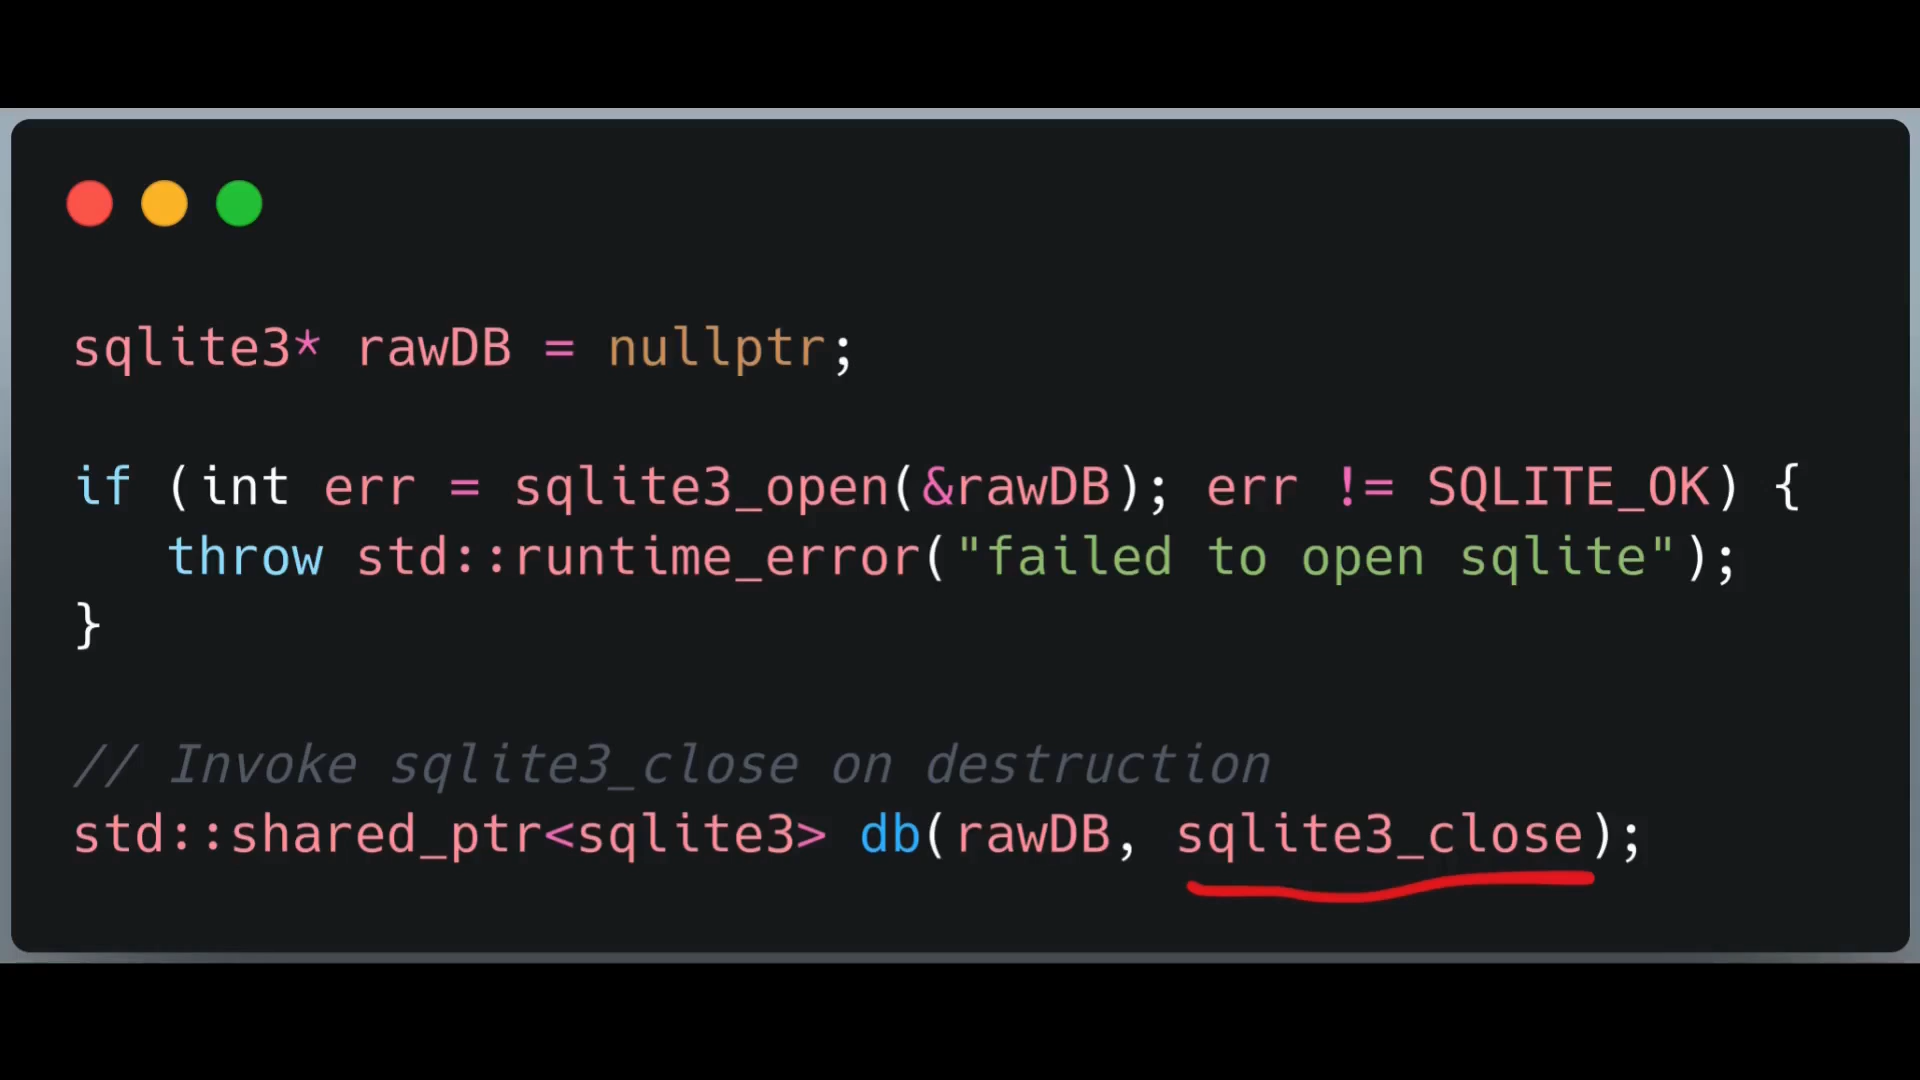 sqlite3* rawDB = nullptr;
if (int err = sqlite3_open(&rawDB); err != SQLITE_OK) {
throw std::runtime_error("failed to open sqlite");
}
// Invoke sqlite3_close on destruction
std::shared_ptr<sqlite3> db(rawDB, sqlite3_close);